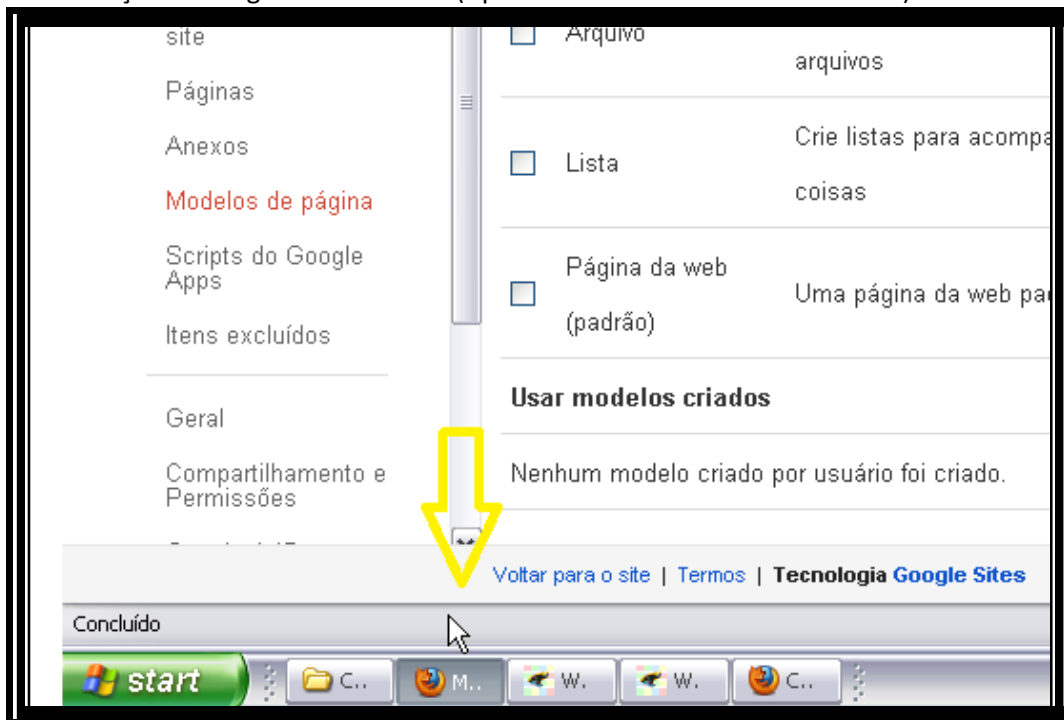 site
Páginas
Anexos
Modelos de página
Scripts do Google
Apps
Itens excluídos
Geral
Compartilhamento e
Permissões
Arquivo
arquivos
Lista
Crie listas para
coisas
Página da web
(padrão)
Uma página da web
Usar modelos criados
Nenhum modelo criado por usuário foi criado.
Voltar para o site | Termos | Tecnologia Google Sites
Concluído
start
C..
M..
W.
W.
C..